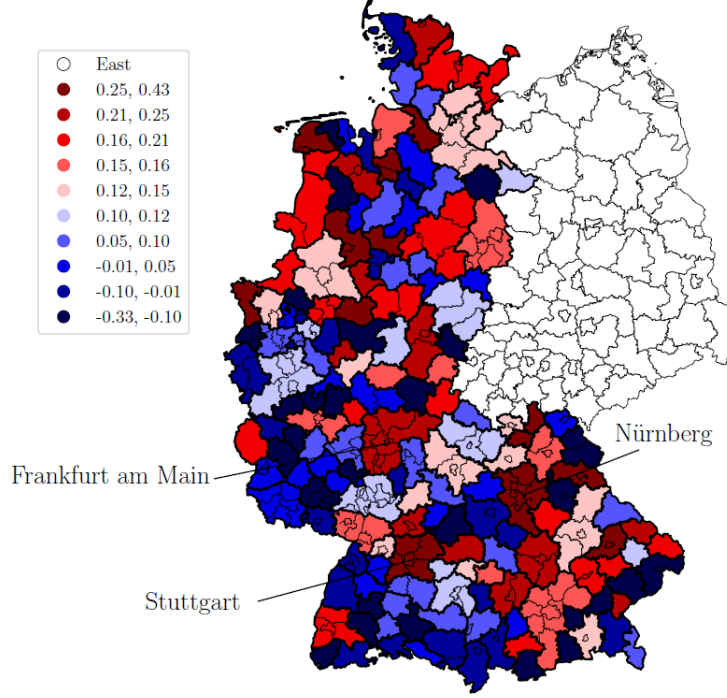 East
0.25, 0.43
0.21, 0.25
0.16, 0.21
0.15, 0.16
0.12, 0.15
0.10, 0.12
0.05, 0.10
-0.01, 0.05
-0.10, -0.01
-0.33, -0.10
Nürnberg
Frankfurt am Main
Stuttgart